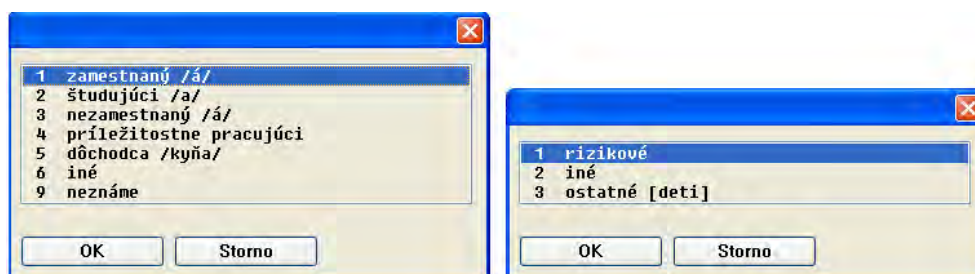 1 zamestnaný /á/
2 študujúci /a/
3 nezamestnaný /á/
4 príležitostne pracujúci
5 dôchodca /kyňa/
6 iné
9 neznáme
OK Storno
1 rizikové
2 iné
3 ostatné [deti]
OK Storno